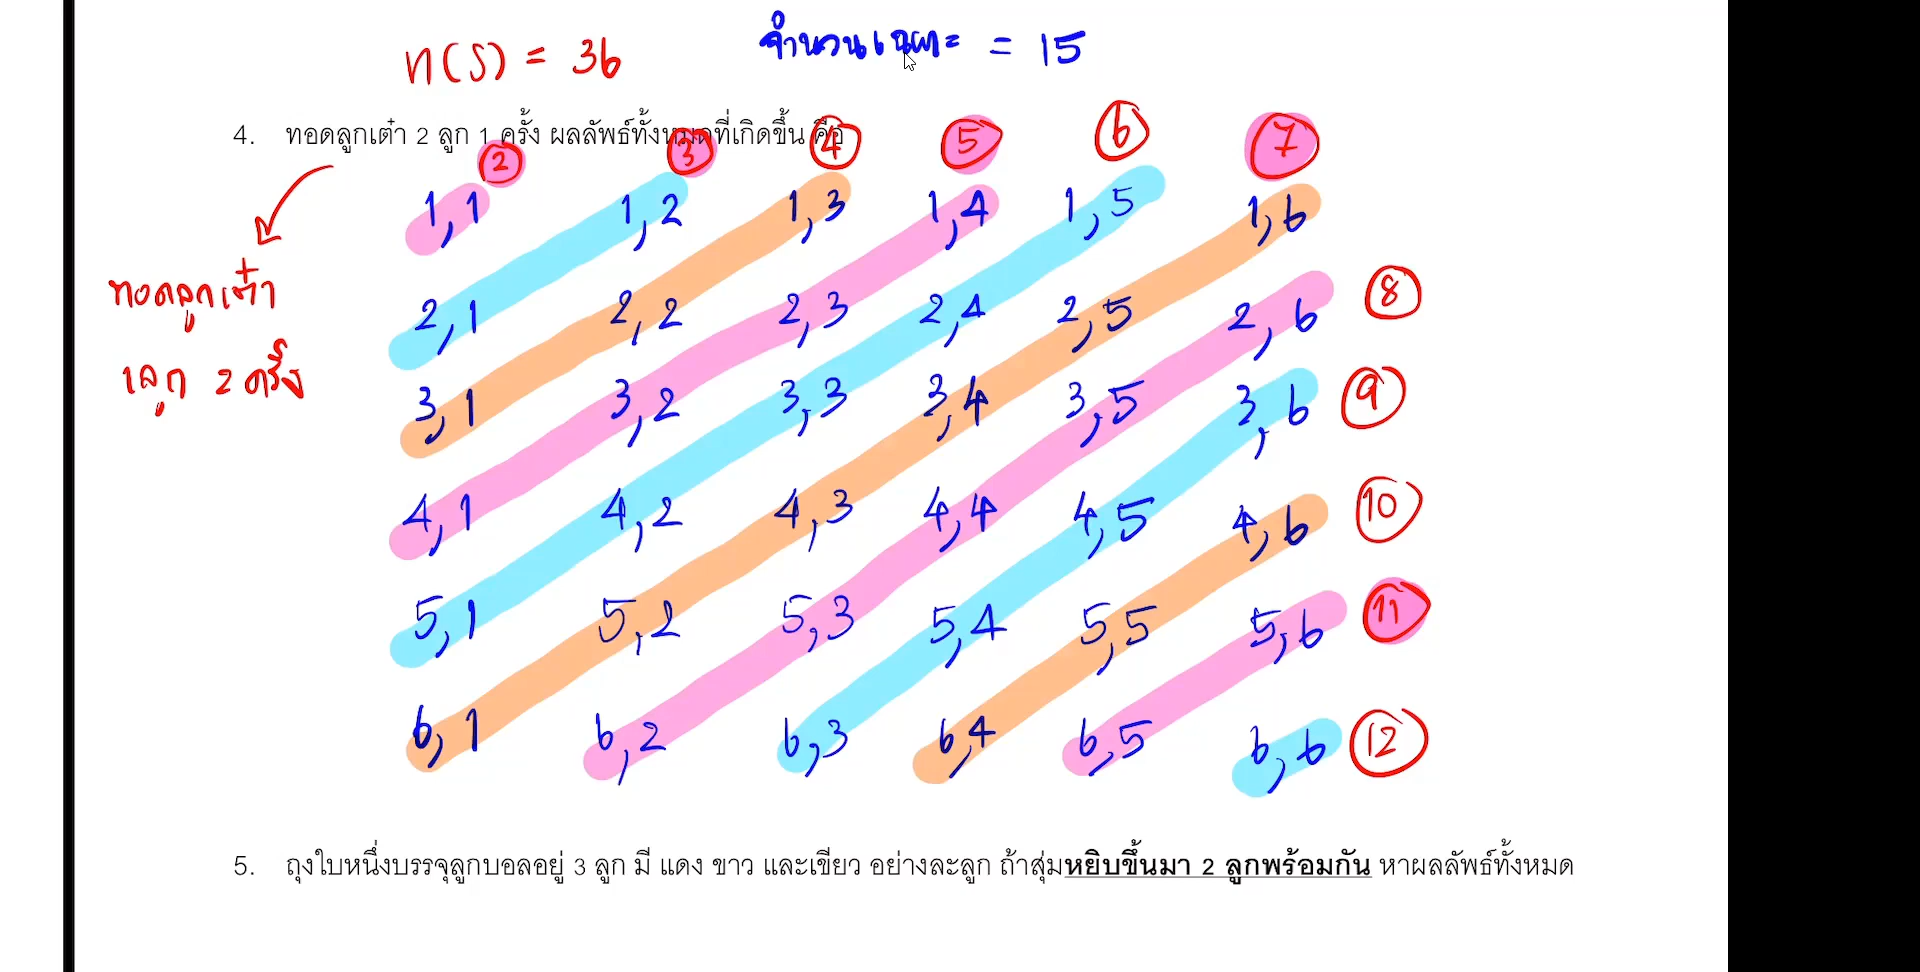 n(S) = 36
จำนวนเฉพาะ = 15
4. ทอดลูกเต๋า 2 ลูก 1 ครั้ง ผลลัพธ์ทั้งหมดที่เกิดขึ้น คือ
2 3 4 5 6 7
1,1 1,2 1,3 1,4 1,5 1,6
ทอดลูกเต๋า
1ลูก 2 ครั้ง
2,1 2,2 2,3 2,4 2,5 2,6 8
3,1 3,2 3,3 3,4 3,5 3,6 9
4,1 4,2 4,3 4,4 4,5 4,6 10
5,1 5,2 5,3 5,4 5,5 5,6 11
6,1 6,2 6,3 6,4 6,5 6,6 12
5. ถุงใบหนึ่งบรรจุลูกบอลอยู่ 3 ลูก มี แดง ขาว และเขียว อย่างละลูก ถ้าสุ่มหยิบขึ้นมา 2 ลูกพร้อมกัน หาผลลัพธ์ทั้งหมด